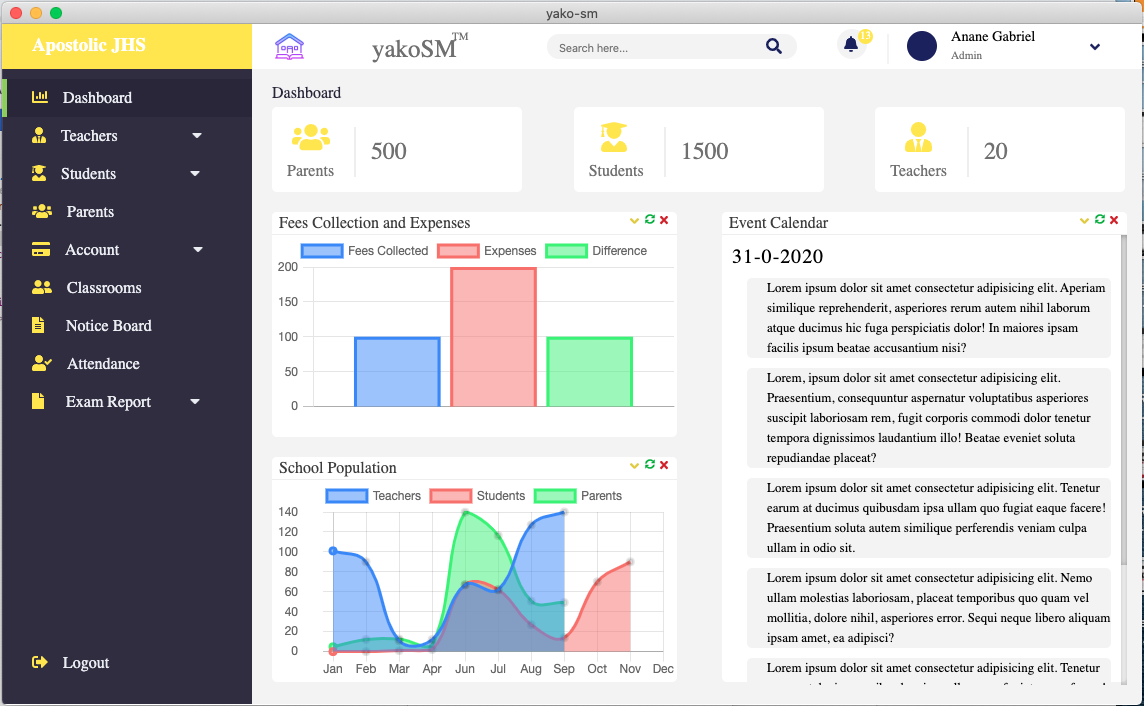 yako-sm
Apostolic JHS
yakoSM™
Search here...
15
Anane Gabriel
Admin
Dashboard
Teachers
Students
Parents
Account
Classrooms
Notice Board
Attendance
Exam Report
Logout
Dashboard
Parents
500
Students
1500
Teachers
20
Fees Collection and Expenses
Fees Collected Expenses Difference
200
150
100
50
0
School Population
Teachers Students Parents
140
120
100
80
60
40
20
0
Jan Feb Mar Apr Jun Jul Aug Sep Oct Nov Dec
Event Calendar
31-0-2020
Lorem ipsum dolor sit amet consectetur adipisicing elit. Aperiam
similique reprehenderit, asperiores rerum autem nihil laborum
atque ducimus hic fuga perspiciatis dolor! In maiores ipsam
facilis ipsum beatae accusantium nisi?
Lorem, ipsum dolor sit amet consectetur adipisicing elit.
Praesentium, consequuntur aspernatur voluptatibus asperiores
suscipit laboriosam rem, fugit corporis commodi dolor tenetur
tempora dignissimos laudantium illo! Beatae eveniet soluta
repudiandae placeat?
Lorem ipsum dolor sit amet consectetur adipisicing elit. Tenetur
earum at ducimus quibusdam ipsa ullam quo fugiat eaque facere!
Praesentium soluta autem similique perferendis veniam culpa
ullam in odio sit.
Lorem ipsum dolor sit amet consectetur adipisicing elit. Nemo
ullam molestias laboriosam, placeat temporibus quo quam vel
mollitia, dolore nihil, asperiores error. Sequi neque libero aliquam
ipsam amet, ea adipisci?
Lorem ipsum dolor sit amet consectetur adipisicing elit. Tenetur